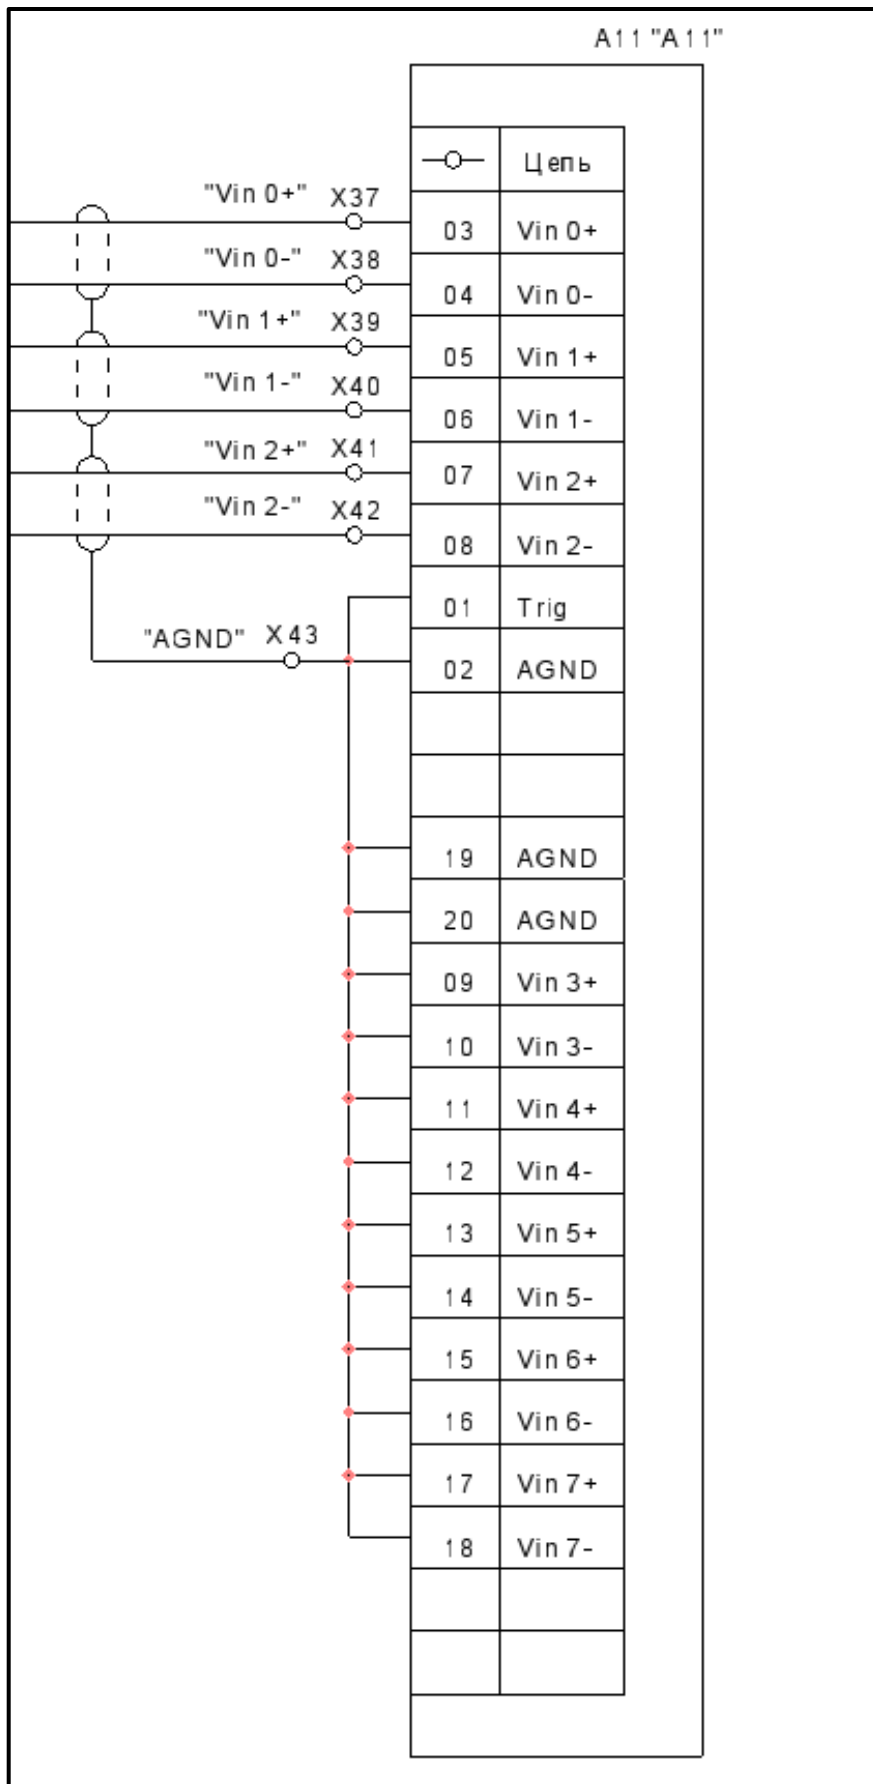 A11 "A11"
Цепь
"Vin 0+" X37
03 Vin 0+
"Vin 0-" X38
04 Vin 0-
"Vin 1+" X39
05 Vin 1+
"Vin 1-" X40
06 Vin 1-
"Vin 2+" X41
07 Vin 2+
"Vin 2-" X42
08 Vin 2-
01 Trig
"AGND" X43
02 AGND
19 AGND
20 AGND
09 Vin 3+
10 Vin 3-
11 Vin 4+
12 Vin 4-
13 Vin 5+
14 Vin 5-
15 Vin 6+
16 Vin 6-
17 Vin 7+
18 Vin 7-